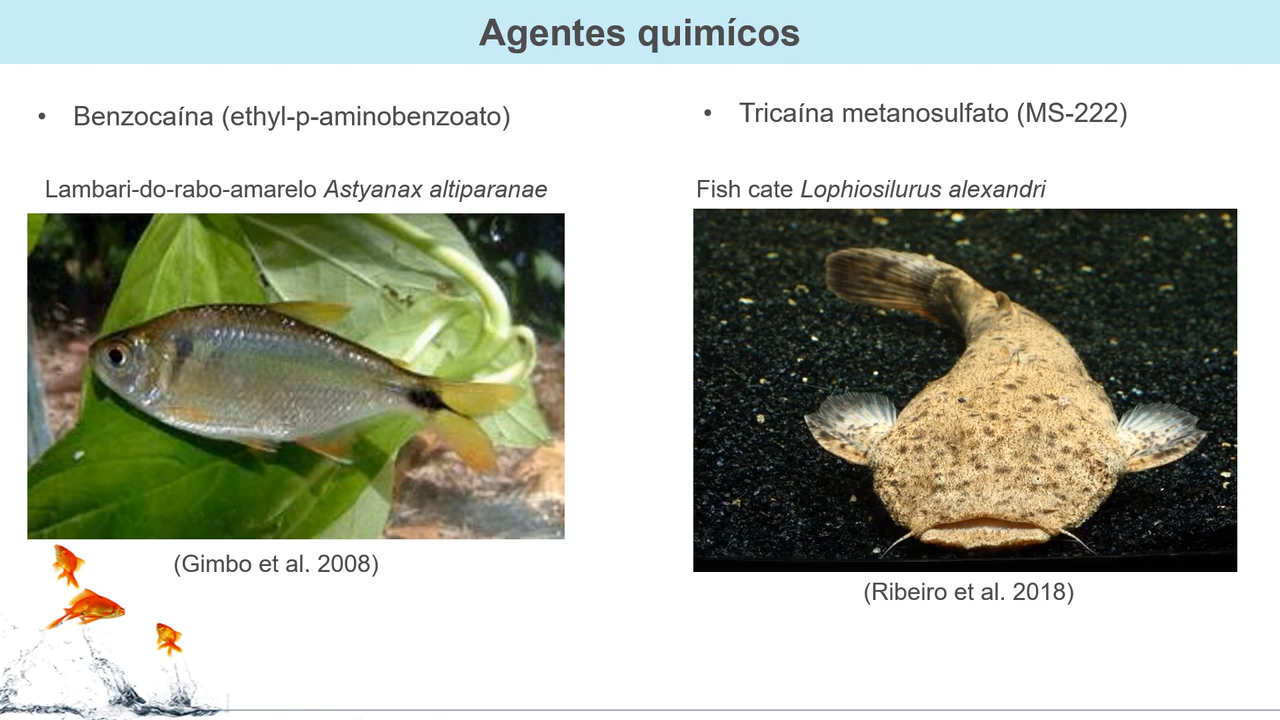 Agentes quimícos
• Benzocaína (ethyl-p-aminobenzoato)
Lambari-do-rabo-amarelo Astyanax altiparanae
(Gimbo et al. 2008)
• Tricaína metanosulfato (MS-222)
Fish cate Lophiosilurus alexandri
(Ribeiro et al. 2018)